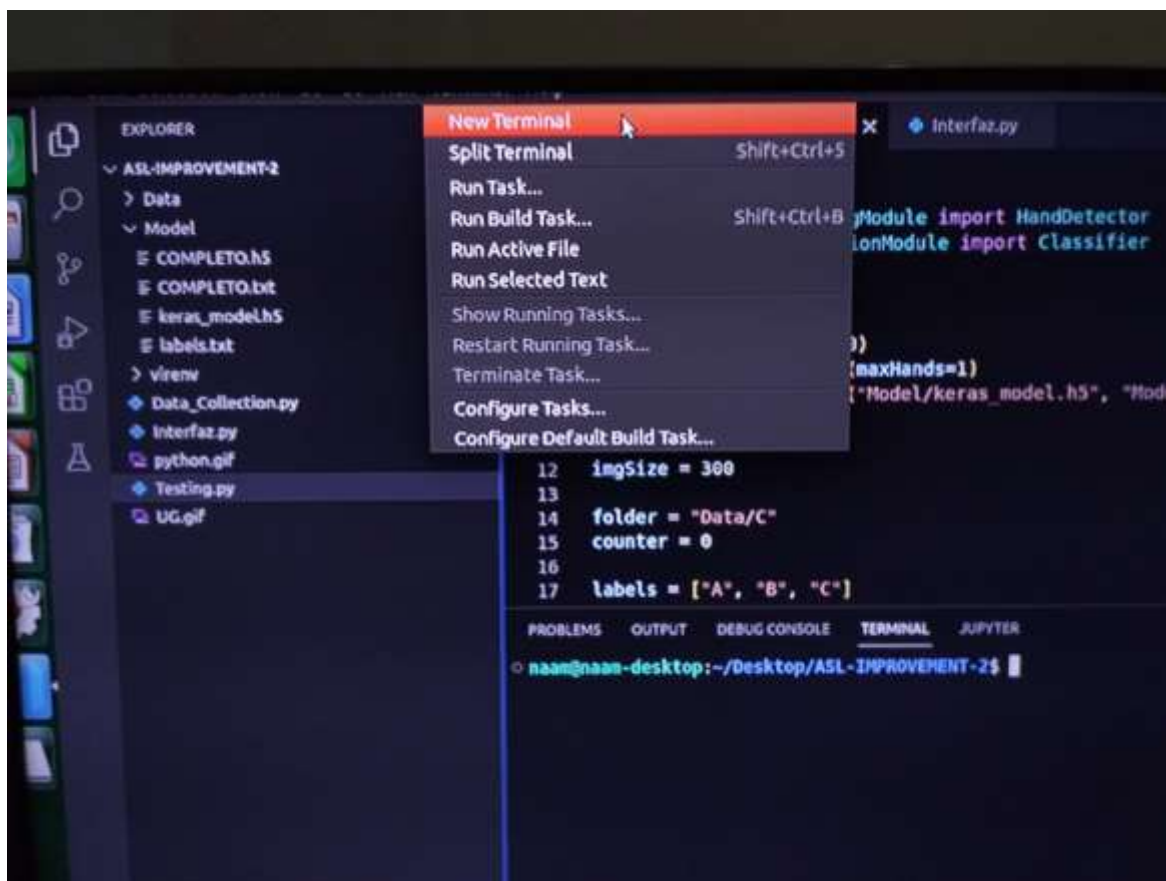 EXPLORER
ASL-IMPROVEMENT-2
Data
Model
COMPLETO.h5
COMPLETO.txt
keras_model.h5
labels.txt
virenv
Data_Collection.py
Interfaz.py
python.gif
Testing.py
UG.gif
New Terminal
Split Terminal Shift+Ctrl+5
Run Task...
Run Build Task... Shift+Ctrl+B
Run Active File
Run Selected Text
Show Running Tasks...
Restart Running Task...
Terminate Task...
Configure Tasks...
Configure Default Build Task...
Interfaz.py
gModule import HandDetector
ionModule import Classifier
)
(maxHands=1)
("Model/keras_model.h5", "Mod
12 imgSize = 300
13
14 folder = "Data/C"
15 counter = 0
16
17 labels = ["A", "B", "C"]
PROBLEMS OUTPUT DEBUG CONSOLE TERMINAL JUPYTER
naam@naam-desktop:~/Desktop/ASL-IMPROVEMENT-2$